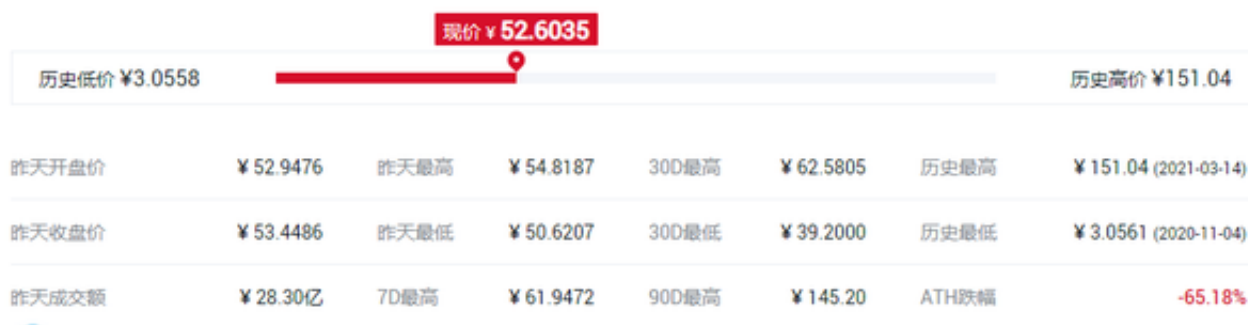 现价 ¥ 52.6035
历史低价 ¥3.0558 历史高价 ¥151.04
昨天开盘价 ¥ 52.9476 昨天最高 ¥ 54.8187 30D最高 ¥ 62.5805 历史最高 ¥ 151.04 (2021-03-14)
昨天收盘价 ¥ 53.4486 昨天最低 ¥ 50.6207 30D最低 ¥ 39.2000 历史最低 ¥ 3.0561 (2020-11-04)
昨天成交额 ¥ 28.30亿 7D最高 ¥ 61.9472 90D最高 ¥ 145.20 ATH跌幅 -65.18%